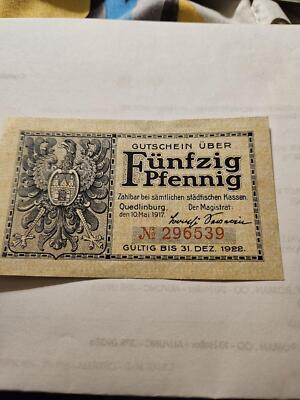 GUTSCHEIN ÜBER
Fünfzig
Pfennig
Zahlbar bei sämtlichen städtischen Kassen.
Quedlinburg, Der Magistrat:
den 10. Mai 1917.
№ 296539
GÜLTIG BIS 31. DEZ. 1922.